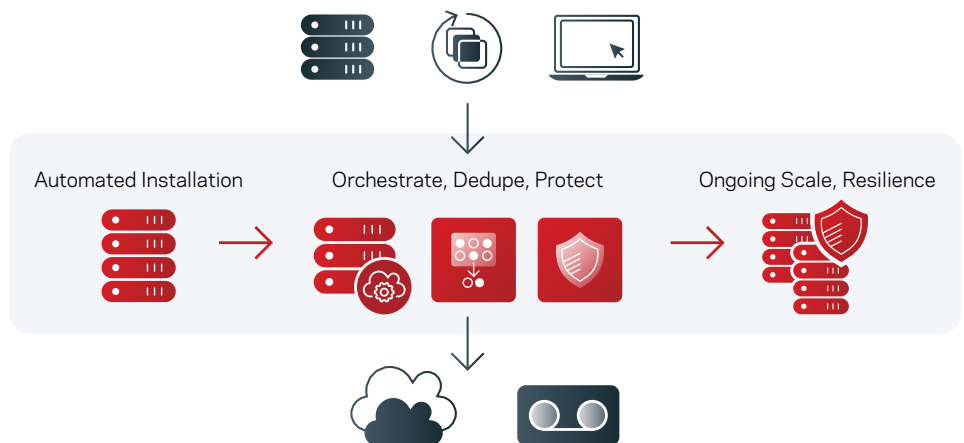 Automated Installation
Orchestrate, Dedupe, Protect
Ongoing Scale, Resilience